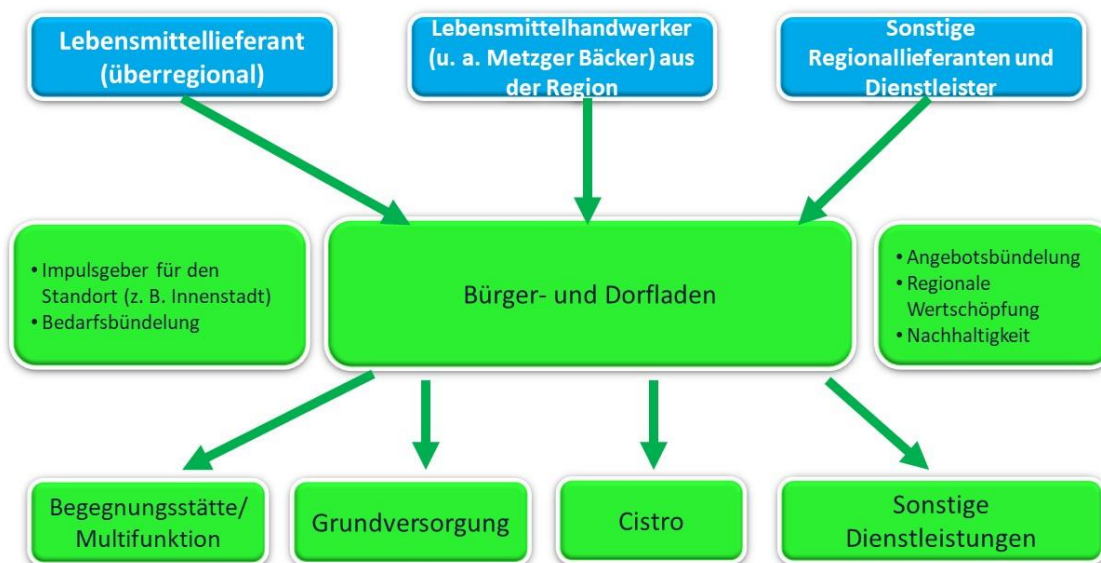 Lebensmittellieferant
(überregional)
Lebensmittelhandwerker
(u. a. Metzger Bäcker) aus
der Region
Sonstige
Regionallieferanten und
Dienstleister
• Impulsgeber für den
Standort (z. B. Innenstadt)
• Bedarfsbündelung
Bürger- und Dorfladen
• Angebotsbündelung
• Regionale
Wertschöpfung
• Nachhaltigkeit
Begegnungsstätte/
Multifunktion
Grundversorgung
Cistro
Sonstige
Dienstleistungen